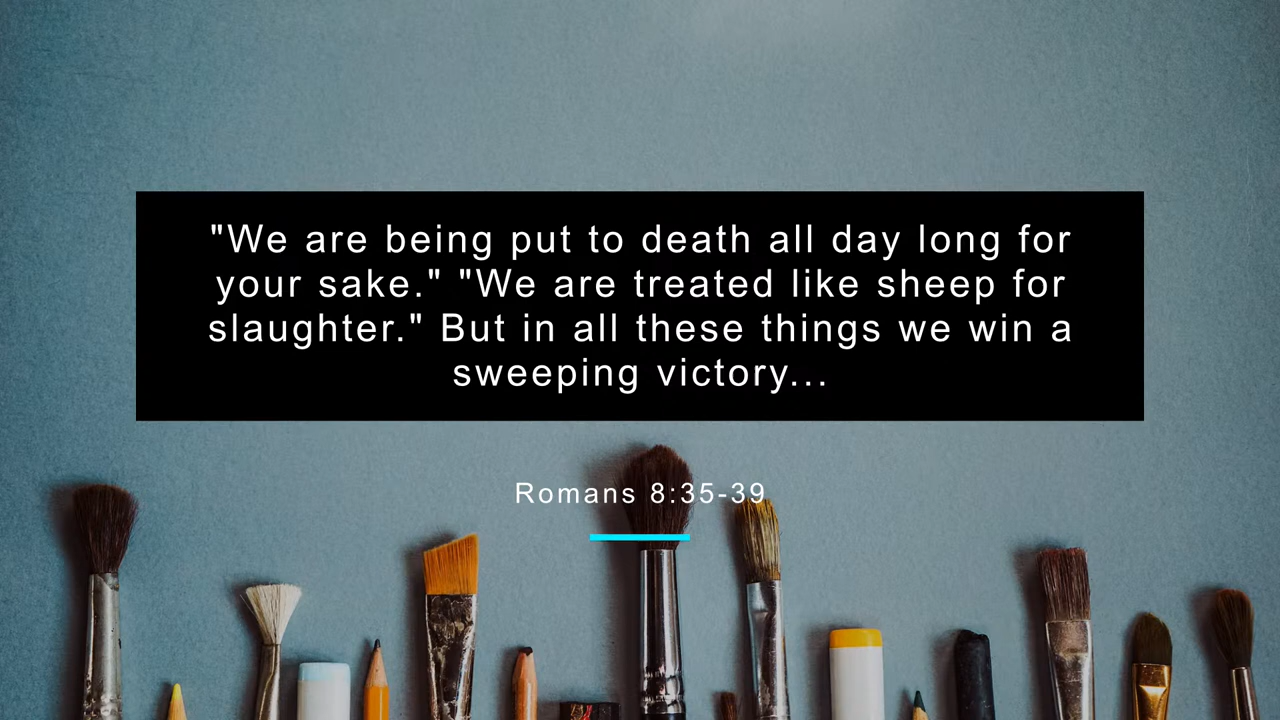 "We are being put to death all day long for
your sake." "We are treated like sheep for
slaughter." But in all these things we win a
sweeping victory...
Romans 8:35-39